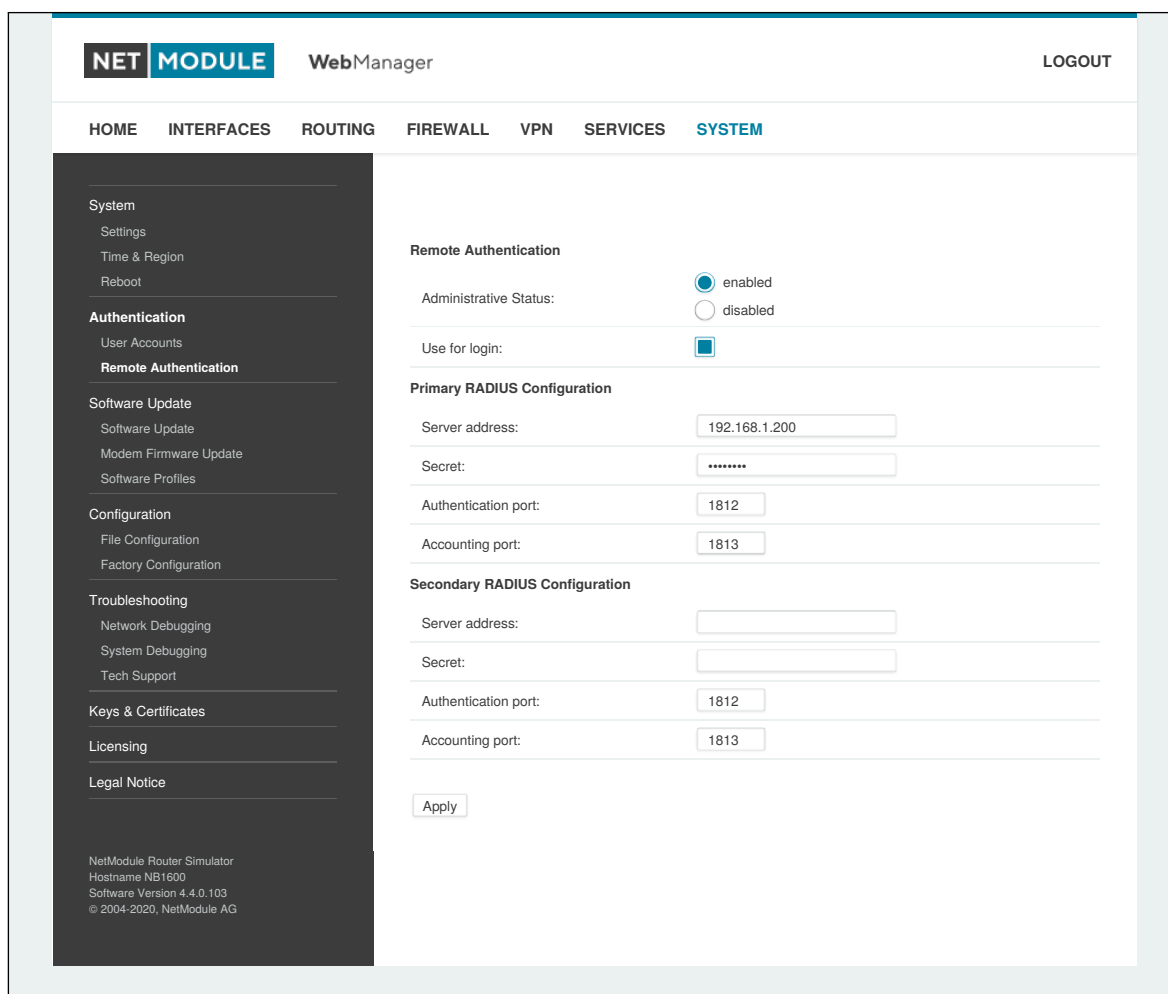 NET MODULE WebManager LOGOUT
HOME INTERFACES ROUTING FIREWALL VPN SERVICES SYSTEM
System
Settings
Time & Region
Reboot
Authentication
User Accounts
Remote Authentication
Software Update
Software Update
Modem Firmware Update
Software Profiles
Configuration
File Configuration
Factory Configuration
Troubleshooting
Network Debugging
System Debugging
Tech Support
Keys & Certificates
Licensing
Legal Notice
NetModule Router Simulator
Hostname NB1600
Software Version 4.4.0.103
© 2004-2020, NetModule AG
Remote Authentication
Administrative Status: enabled
disabled
Use for login:
Primary RADIUS Configuration
Server address: 192.168.1.200
Secret: ••••••••
Authentication port: 1812
Accounting port: 1813
Secondary RADIUS Configuration
Server address:
Secret:
Authentication port: 1812
Accounting port: 1813
Apply